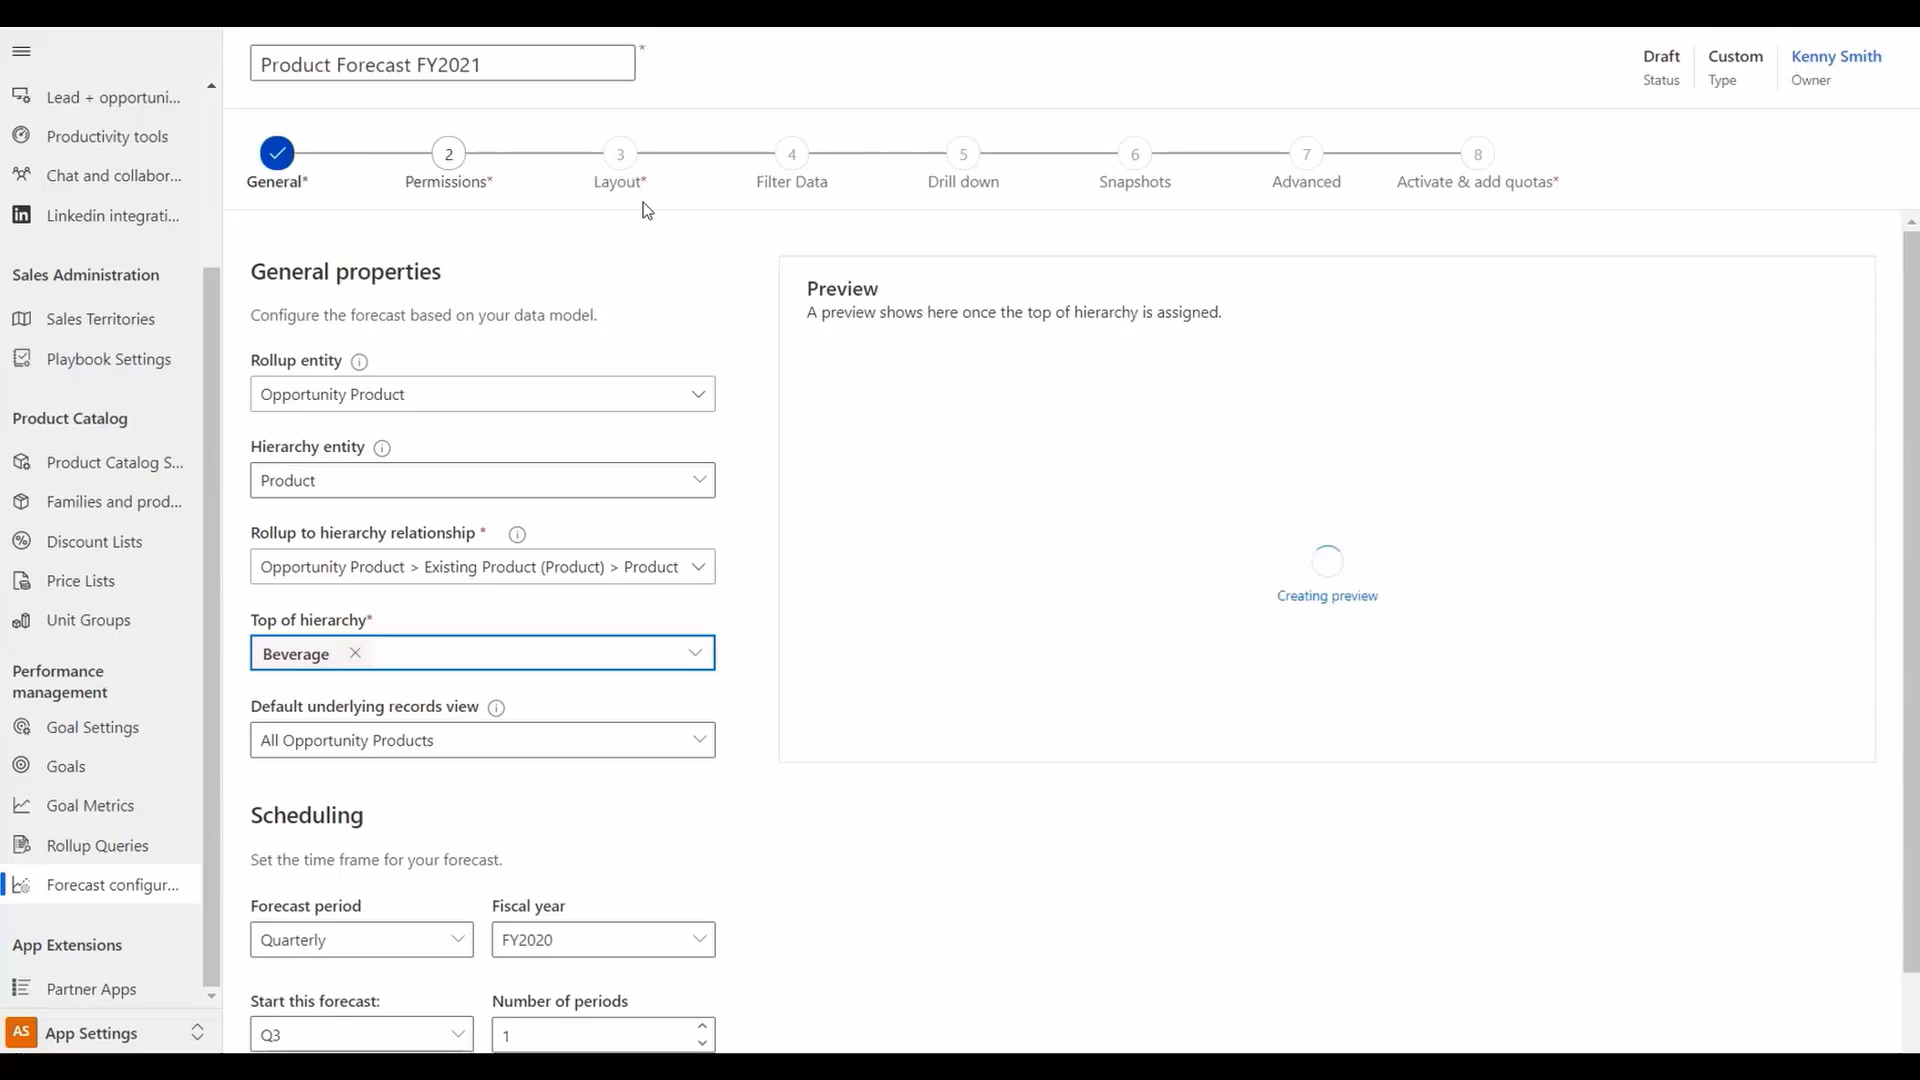 Product Forecast FY2021
*
Draft
Status
Custom
Type
Kenny Smith
Owner
Lead + opportuni...
Productivity tools
Chat and collabor...
Linkedin integrati...
Sales Administration
Sales Territories
Playbook Settings
Product Catalog
Product Catalog S...
Families and prod...
Discount Lists
Price Lists
Unit Groups
Performance
management
Goal Settings
Goals
Goal Metrics
Rollup Queries
Forecast configur...
App Extensions
Partner Apps
AS App Settings
General*
2
Permissions*
3
Layout*
4
Filter Data
5
Drill down
6
Snapshots
7
Advanced
8
Activate & add quotas*
General properties
Configure the forecast based on your data model.
Rollup entity
Opportunity Product
Hierarchy entity
Product
Rollup to hierarchy relationship *
Opportunity Product > Existing Product (Product) > Product
Top of hierarchy*
Beverage
Default underlying records view
All Opportunity Products
Scheduling
Set the time frame for your forecast.
Forecast period
Quarterly
Fiscal year
FY2020
Start this forecast:
Q3
Number of periods
1
Preview
A preview shows here once the top of hierarchy is assigned.
Creating preview